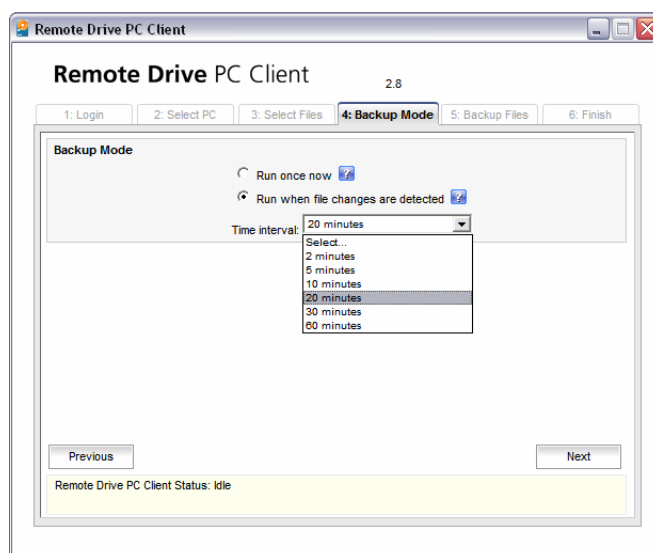 Remote Drive PC Client
Remote Drive PC Client
2.8
1: Login 2: Select PC 3: Select Files 4: Backup Mode 5: Backup Files 6: Finish
Backup Mode
Run once now ?
Run when file changes are detected ?
Time interval: 20 minutes
Select...
2 minutes
5 minutes
10 minutes
20 minutes
30 minutes
60 minutes
Previous Next
Remote Drive PC Client Status: Idle